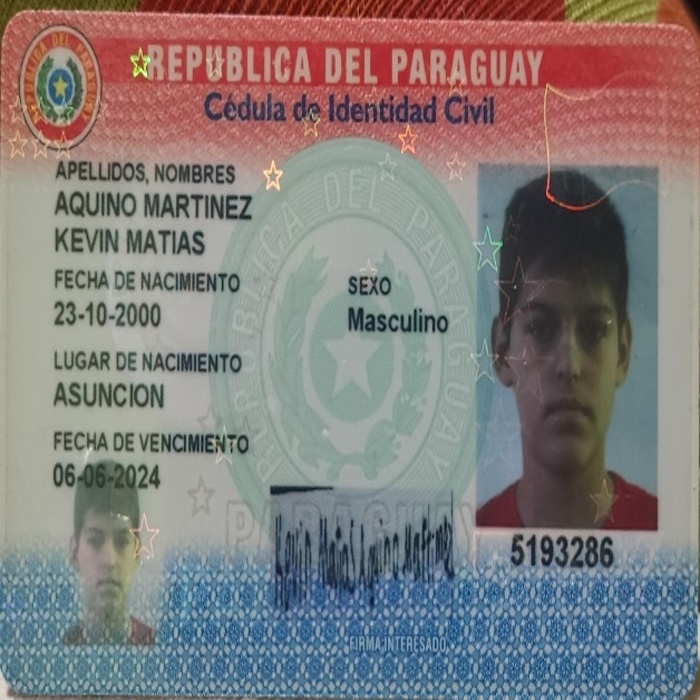 REPUBLICA DEL PARAGUAY
Cédula de Identidad Civil
APELLIDOS, NOMBRES
AQUINO MARTINEZ
KEVIN MATIAS
FECHA DE NACIMIENTO
23-10-2000
SEXO
Masculino
LUGAR DE NACIMIENTO
ASUNCION
FECHA DE VENCIMIENTO
06-06-2024
REPUBLICA DEL PARAGUAY
PARAGUAY
Kevin Matias Aquino Martinez
5193286
FIRMA INTERESADO